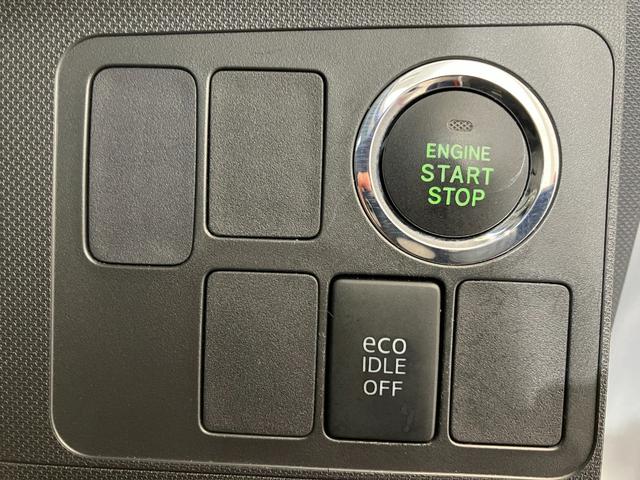 ENGINE
START
STOP
eco
IDLE
OFF